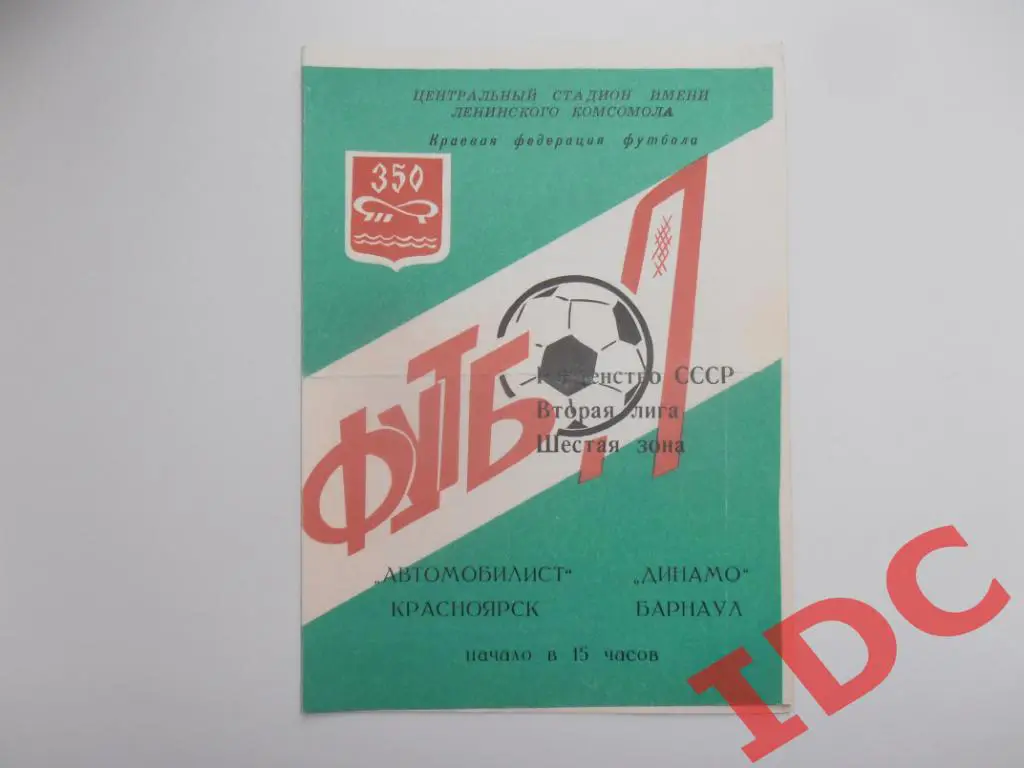 ЦЕНТРАЛЬНЫЙ СТАДИОН ИМЕНИ
ЛЕНИНСКОГО КОМСОМОЛА
Краевая федерация футбола
350
ФУТБОЛ
СССР
Вторая лига
Шестая зона
„АВТОМОБИЛИСТ" „ДИНАМО"
КРАСНОЯРСК БАРНАУЛ
начало в 15 часов
IDC